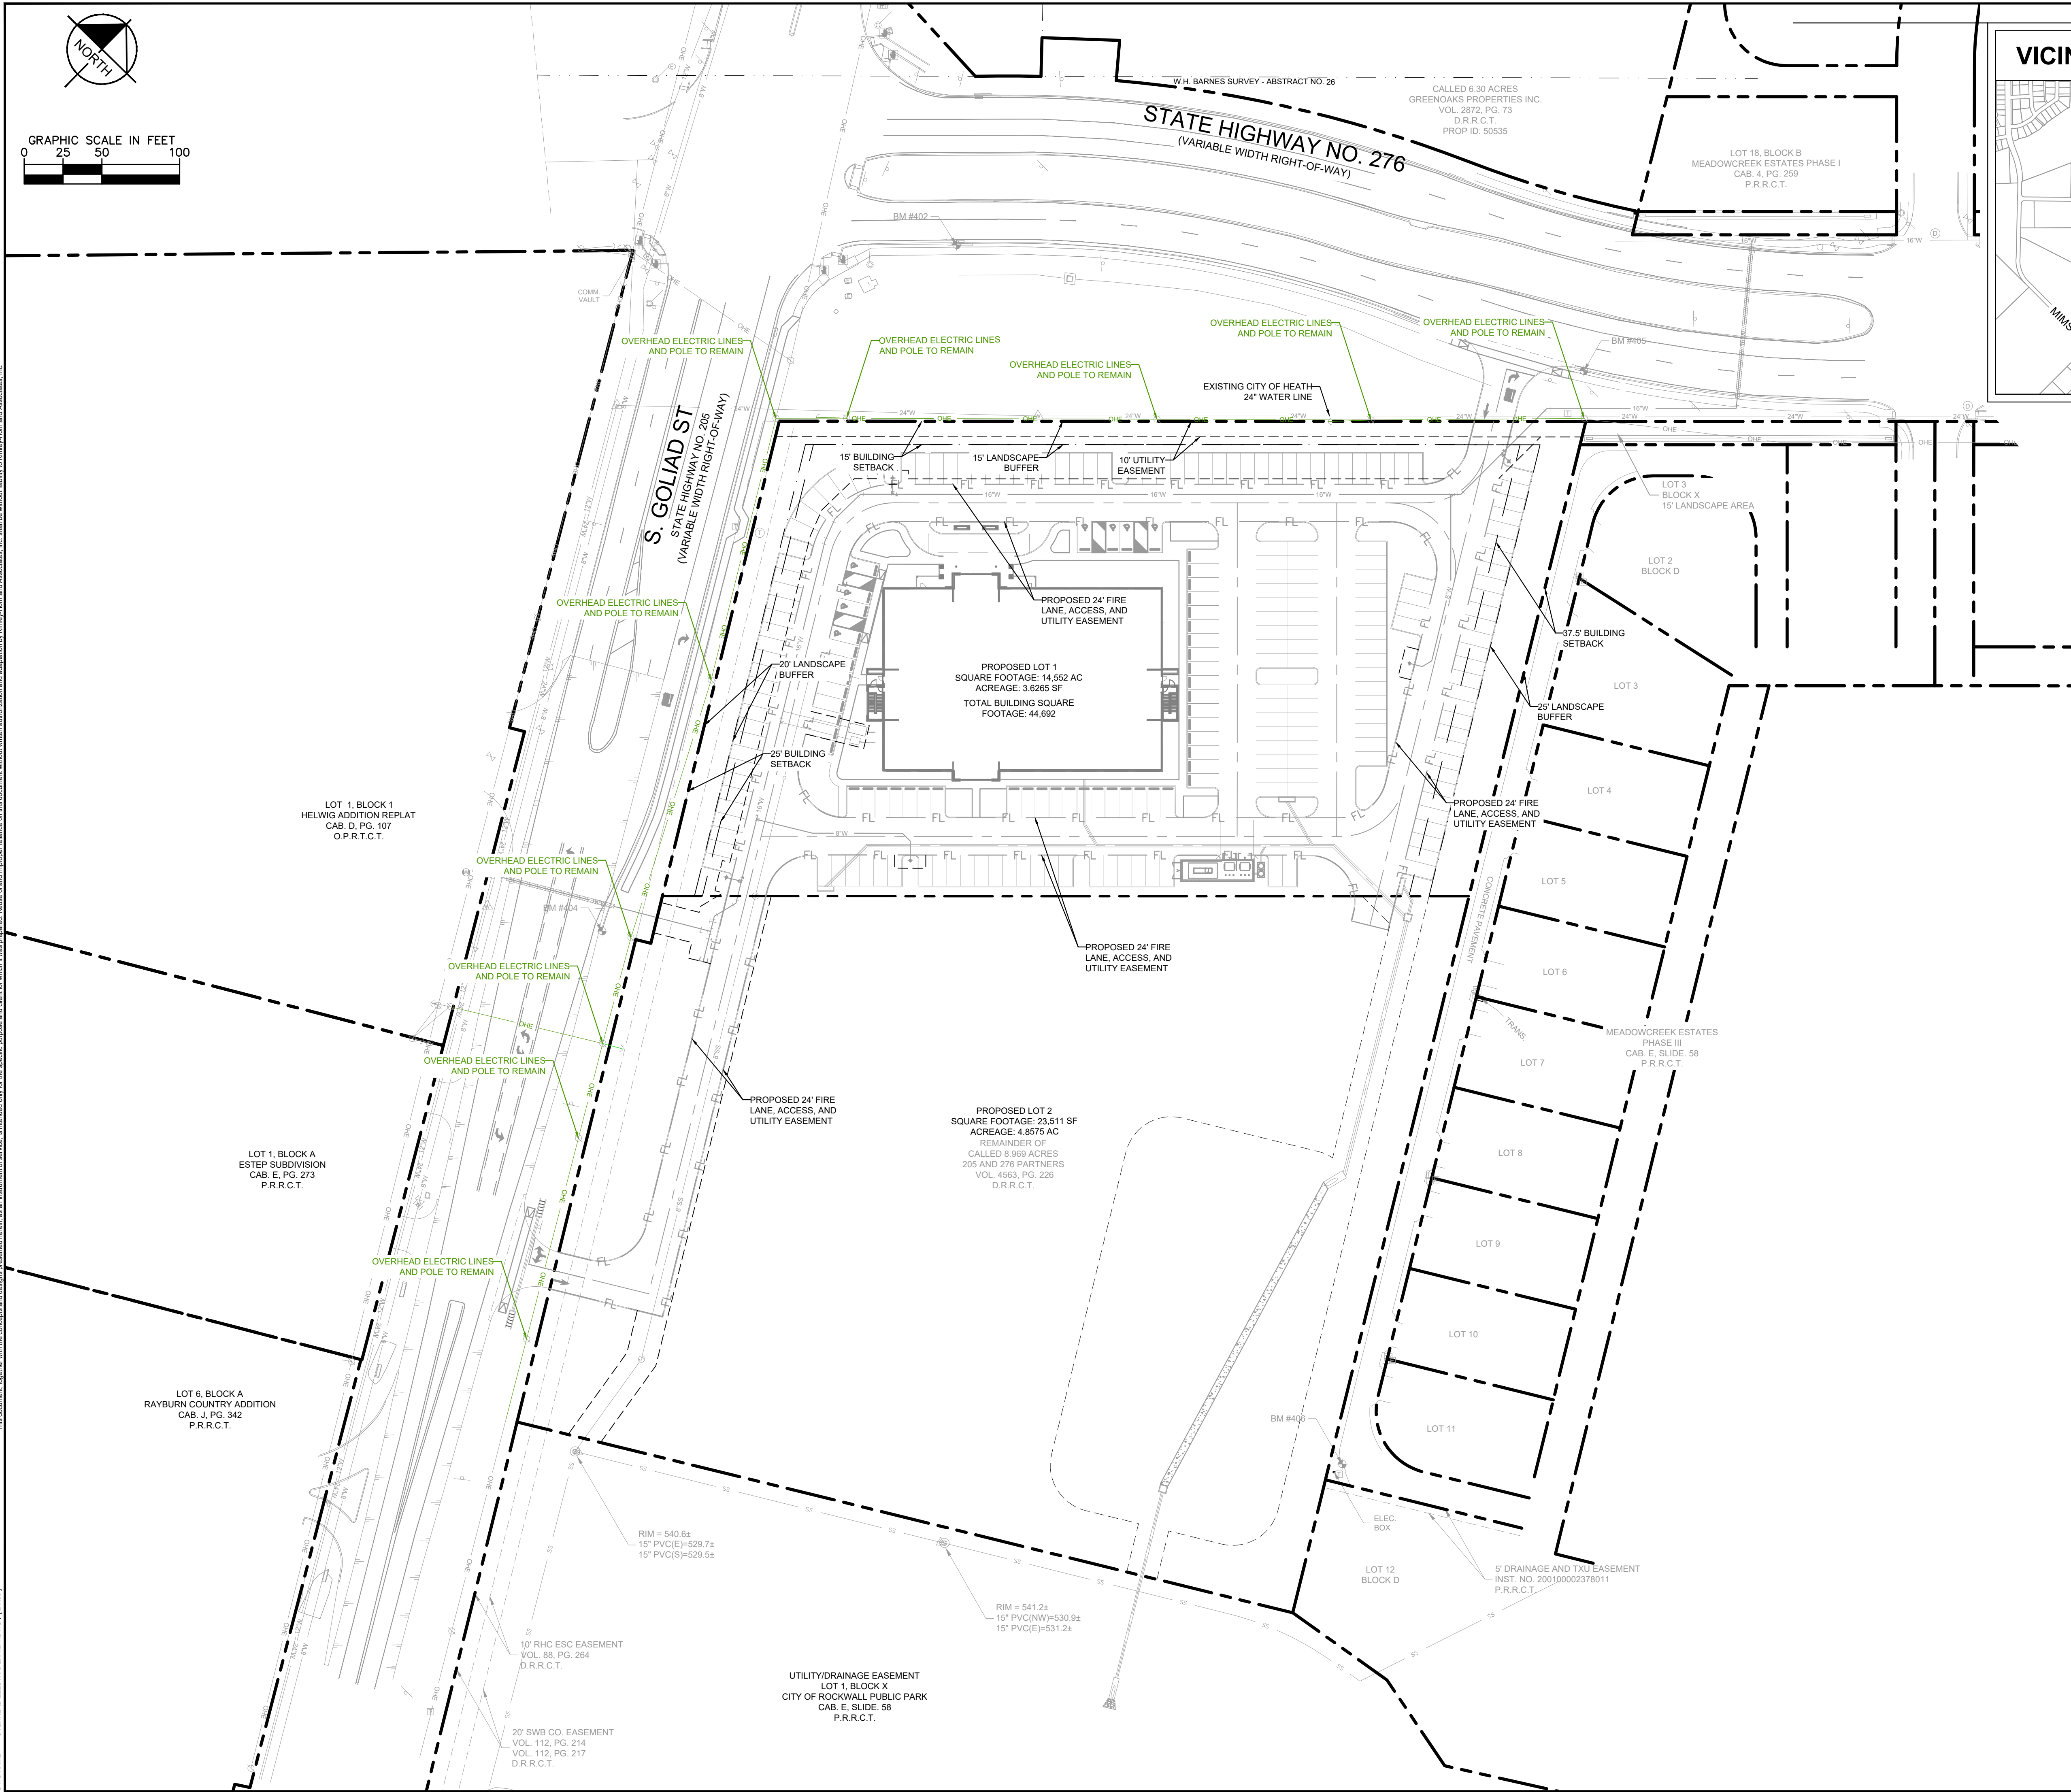 NORTH
GRAPHIC SCALE IN FEET
0 25 50 100
VICIN
MIMS
W.H. BARNES SURVEY - ABSTRACT NO. 26
CALLED 6.30 ACRES
GREENOAKS PROPERTIES INC.
VOL. 2872, PG. 73
D.R.R.C.T.
PROP ID: 50535
STATE HIGHWAY NO. 276
(VARIABLE WIDTH RIGHT-OF-WAY)
LOT 18, BLOCK B
MEADOWCREEK ESTATES PHASE I
CAB. 4, PG. 259
P.R.R.C.T.
BM #402
COMM.
VAULT
BM #405
OVERHEAD ELECTRIC LINES
AND POLE TO REMAIN
OVERHEAD ELECTRIC LINES
AND POLE TO REMAIN
OVERHEAD ELECTRIC LINES
AND POLE TO REMAIN
OVERHEAD ELECTRIC LINES
AND POLE TO REMAIN
OVERHEAD ELECTRIC LINES
AND POLE TO REMAIN
EXISTING CITY OF HEATH
24" WATER LINE
S. GOLIAD ST
STATE HIGHWAY NO. 205
(VARIABLE WIDTH RIGHT-OF-WAY)
15' BUILDING
SETBACK
15' LANDSCAPE
BUFFER
10' UTILITY
EASEMENT
LOT 3
BLOCK X
15' LANDSCAPE AREA
LOT 2
BLOCK D
OVERHEAD ELECTRIC LINES
AND POLE TO REMAIN
PROPOSED 24' FIRE
LANE, ACCESS, AND
UTILITY EASEMENT
37.5' BUILDING
SETBACK
20' LANDSCAPE
BUFFER
PROPOSED LOT 1
SQUARE FOOTAGE: 14,552 AC
ACREAGE: 3.6265 SF
TOTAL BUILDING SQUARE
FOOTAGE: 44,692
LOT 3
25' LANDSCAPE
BUFFER
25' BUILDING
SETBACK
LOT 4
LOT 1, BLOCK 1
HELWIG ADDITION REPLAT
CAB. D, PG. 107
O.P.R.T.C.T.
PROPOSED 24' FIRE
LANE, ACCESS, AND
UTILITY EASEMENT
8"W
OVERHEAD ELECTRIC LINES
AND POLE TO REMAIN
LOT 5
BM #404
CONCRETE PAVEMENT
PROPOSED 24' FIRE
LANE, ACCESS, AND
UTILITY EASEMENT
OVERHEAD ELECTRIC LINES
AND POLE TO REMAIN
LOT 6
TRANS
MEADOWCREEK ESTATES
PHASE III
CAB. E, SLIDE. 58
P.R.R.C.T.
OVERHEAD ELECTRIC LINES
AND POLE TO REMAIN
LOT 7
PROPOSED 24' FIRE
LANE, ACCESS, AND
UTILITY EASEMENT
PROPOSED LOT 2
SQUARE FOOTAGE: 23.511 SF
ACREAGE: 4.8575 AC
REMAINDER OF
CALLED 8.969 ACRES
205 AND 276 PARTNERS
VOL. 4563, PG. 226
D.R.R.C.T.
LOT 1, BLOCK A
ESTEP SUBDIVISION
CAB. E, PG. 273
P.R.R.C.T.
LOT 8
LOT 9
OVERHEAD ELECTRIC LINES
AND POLE TO REMAIN
LOT 10
LOT 6, BLOCK A
RAYBURN COUNTRY ADDITION
CAB. J, PG. 342
P.R.R.C.T.
LOT 11
ELEC.
BOX
RIM = 540.6±
15" PVC(E)=529.7±
15" PVC(S)=529.5±
LOT 12
BLOCK D
5' DRAINAGE AND TXU EASEMENT
INST. NO. 200100002378011
P.R.R.C.T.
RIM = 541.2±
15" PVC(NW)=530.9±
15" PVC(E)=531.2±
10' RHC ESC EASEMENT
VOL. 88, PG. 264
D.R.R.C.T.
UTILITY/DRAINAGE EASEMENT
LOT 1, BLOCK X
CITY OF ROCKWALL PUBLIC PARK
CAB. E, SLIDE. 58
P.R.R.C.T.
20' SWB CO. EASEMENT
VOL. 112, PG. 214
VOL. 112, PG. 217
D.R.R.C.T.